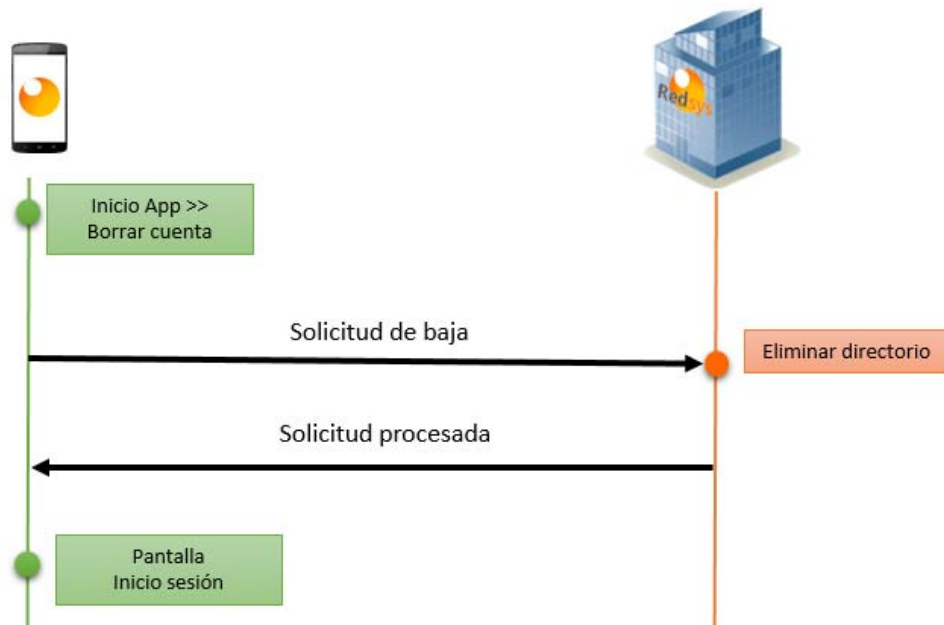 Redsys
Inicio App >>
Borrar cuenta
Solicitud de baja
Eliminar directorio
Solicitud procesada
Pantalla
Inicio sesión